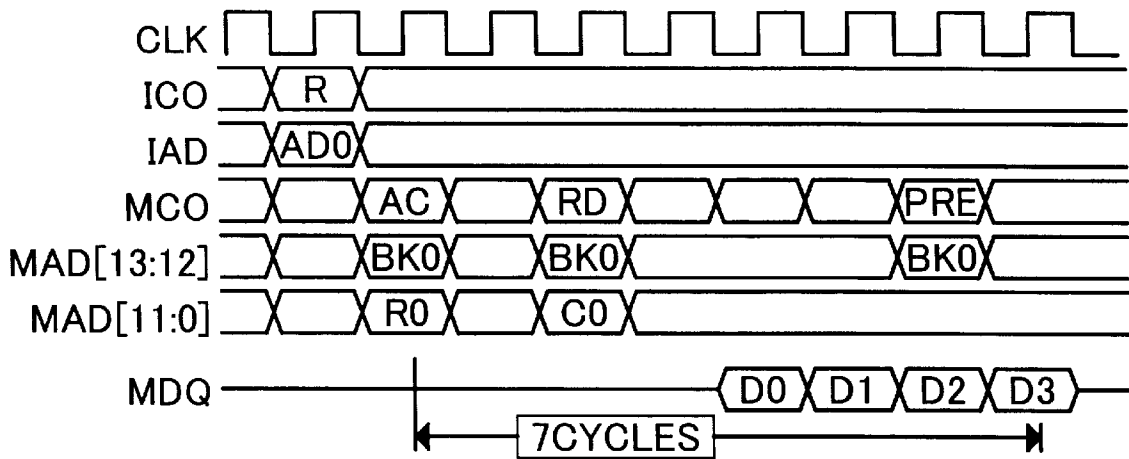 CLK
ICO R
IAD AD0
MCO AC RD PRE
MAD[13:12] BK0 BK0 BK0
MAD[11:0] R0 C0
MDQ D0 D1 D2 D3
7CYCLES